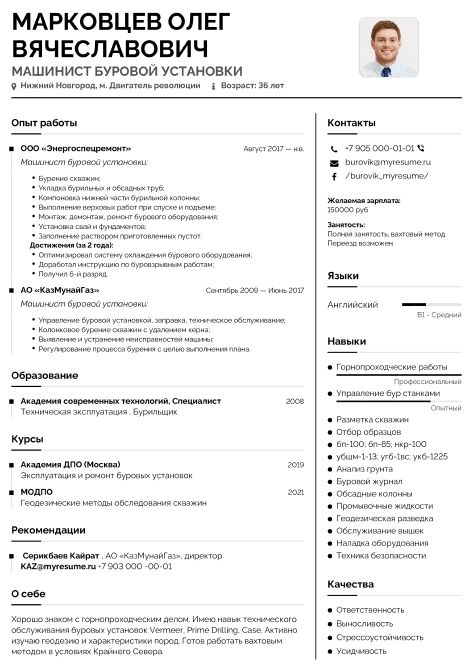 МАРКОВЦЕВ ОЛЕГ
ВЯЧЕСЛАВОВИЧ
МАШИНИСТ БУРОВОЙ УСТАНОВКИ
Нижний Новгород, м. Двигатель революции Возраст: 36 лет
Опыт работы
ООО «Энергоспецремонт» Август 2017 — н.в.
Машинист буровой установки:
Бурение скважин;
Укладка бурильных и обсадных труб;
Компоновка нижней части бурильной колонны;
Выполнение верховых работ при спуске и подъеме;
Монтаж, демонтаж, ремонт бурового оборудования;
Установка свай и фундаментов;
Заполнение раствором приготовленных пустот.
Достижения (за 2 года):
Оптимизировал систему охлаждения бурового оборудования;
Доработал инструкцию по буровзрывным работам;
Получил 6-й разряд.
АО «КазМунайГаз» Сентябрь 2009 — Июнь 2017
Машинист буровой установки:
Управление буровой установкой, заправка, техническое обслуживание;
Колонковое бурение скважин с удалением керна;
Выявление и устранение неисправностей машины;
Регулирование процесса бурения с целью выполнения плана.
Образование
Академия современных технологий, Специалист 2008
Техническая эксплуатация , Бурильщик
Курсы
Академия ДПО (Москва) 2019
Эксплуатация и ремонт буровых установок
МОДПО 2021
Геодезические методы обследования скважин
Рекомендации
Серикбаев Кайрат , АО «КазМунайГаз», директор
KAZ@myresume.ru +7 903 000 -00-01
О себе
Хорошо знаком с горнопроходческим делом. Имею навык технического
обслуживания буровых установок Vermeer, Prime Drilling, Case. Активно
изучаю геодезию и характеристики пород. Готов работать вахтовым
методом в условиях Крайнего Севера.
Контакты
+7 905 000-01-01
burovik@myresume.ru
/burovik_myresume/
Желаемая зарплата:
150000 руб
Занятость:
Полная занятость, вахтовый метод
Переезд возможен
Языки
Английский
B1 - Средний
Навыки
Горнопроходческие работы
Профессиональный
Управление бур станками
Опытный
Разметка скважин
Отбор образцов
бп-100; бп-85; нкр-100
убшм-1-13; угб-1вс; укб-1225
Анализ грунта
Буровой журнал
Обсадные колонны
Промывочные жидкости
Геодезическая разведка
Обслуживание вышек
Наладка оборудования
Техника безопасности
Качества
Ответственность
Выносливость
Стрессоустойчивость
Усидчивость